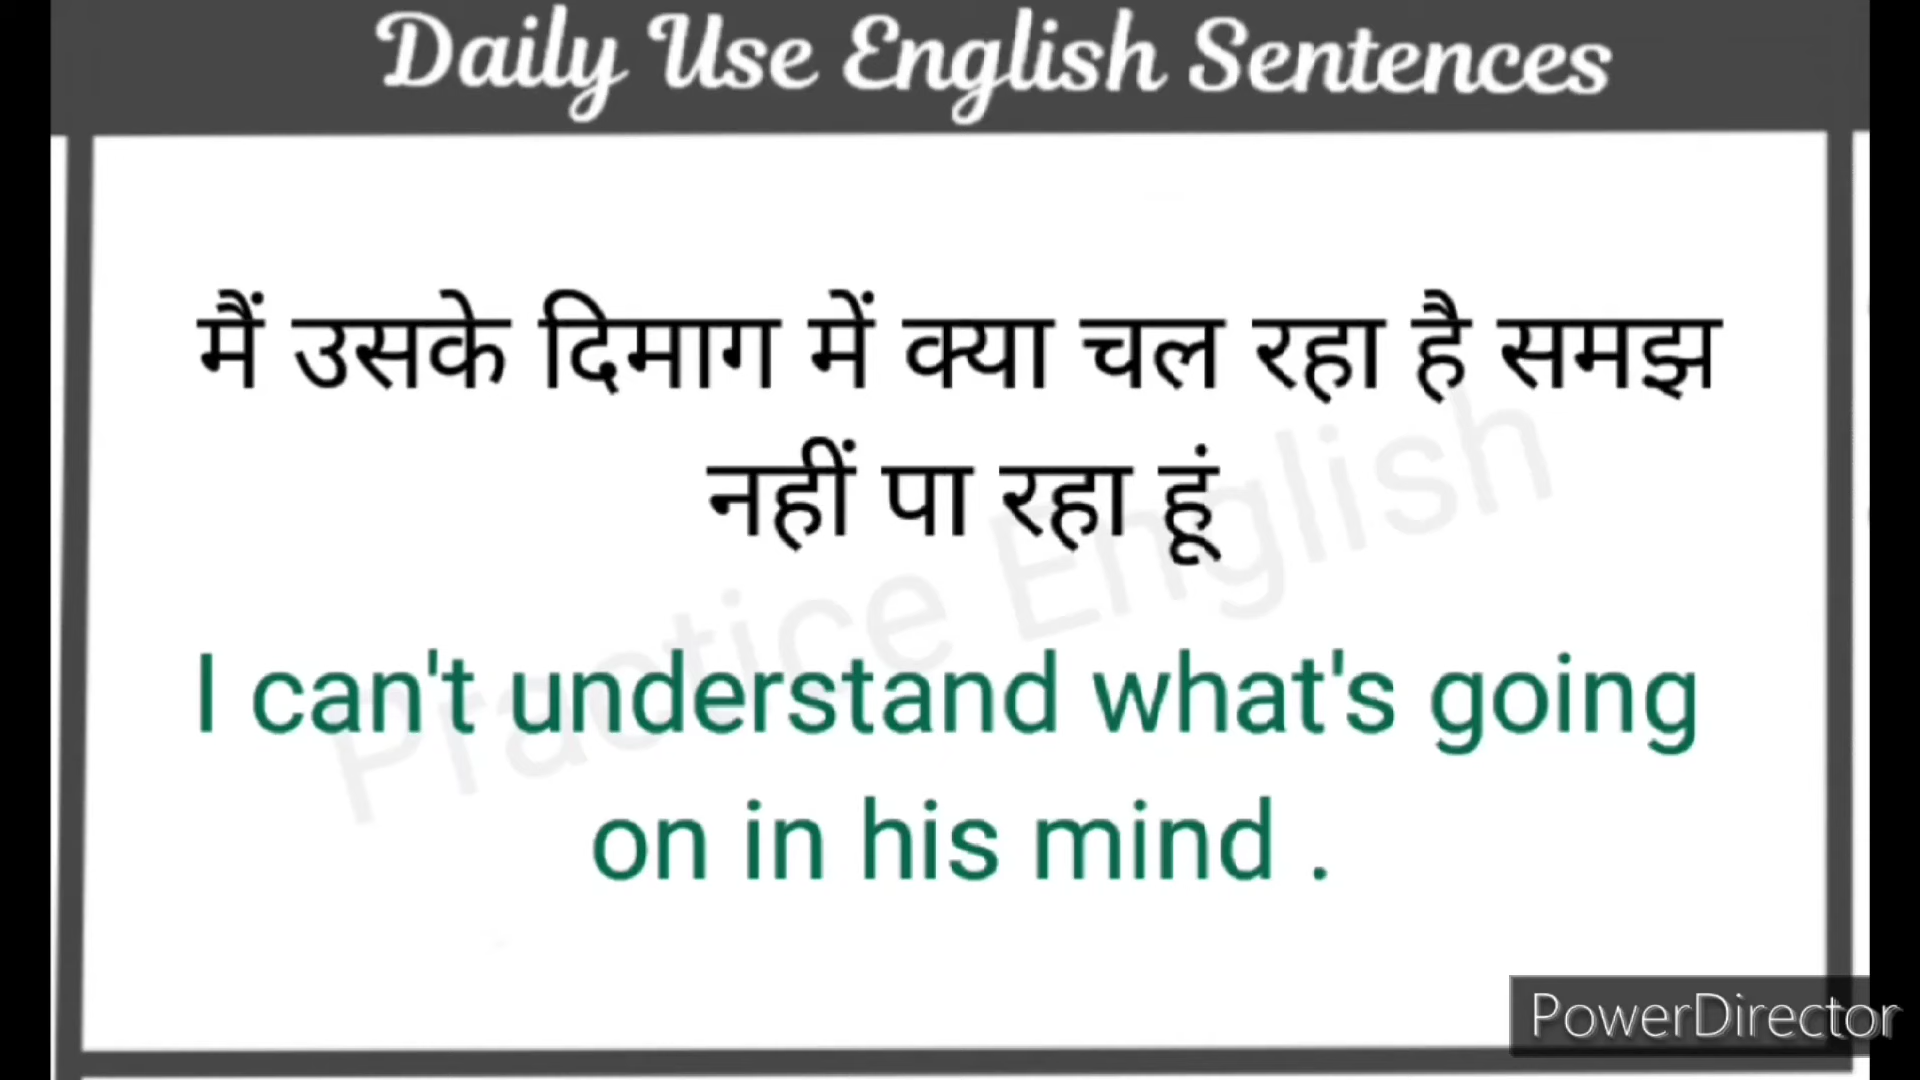 Daily Use English Sentences
मैं उसके दिमाग में क्या चल रहा है समझ
नहीं पा रहा हूं
Practice English
I can't understand what's going
on in his mind .
PowerDirector